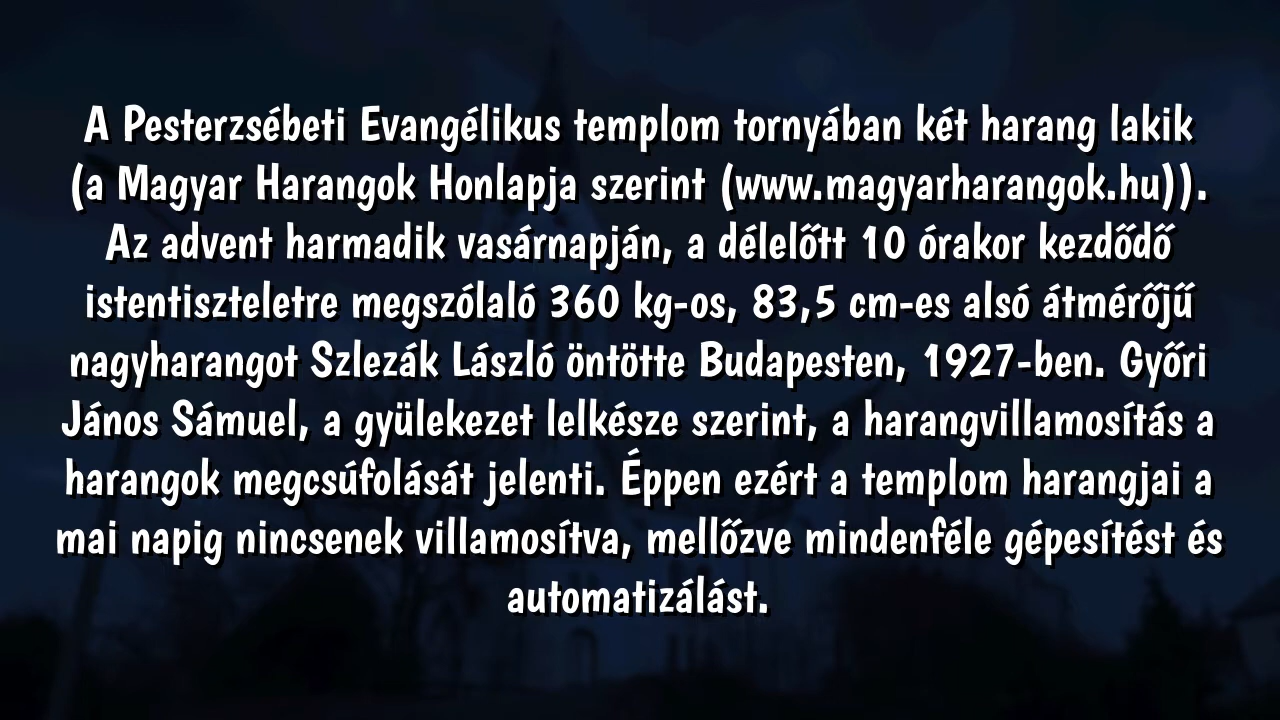 A Pesterzsébeti Evangélikus templom tornyában két harang lakik
(a Magyar Harangok Honlapja szerint (www.magyarharangok.hu)).
Az advent harmadik vasárnapján, a délelőtt 10 órakor kezdődő
istentiszteletre megszólaló 360 kg-os, 83,5 cm-es alsó átmérőjű
nagyharangot Szlezák László öntötte Budapesten, 1927-ben. Győri
János Sámuel, a gyülekezet lelkésze szerint, a harangvillamosítás a
harangok megcsúfolását jelenti. Éppen ezért a templom harangjai a
mai napig nincsenek villamosítva, mellőzve mindenféle gépesítést és
automatizálást.